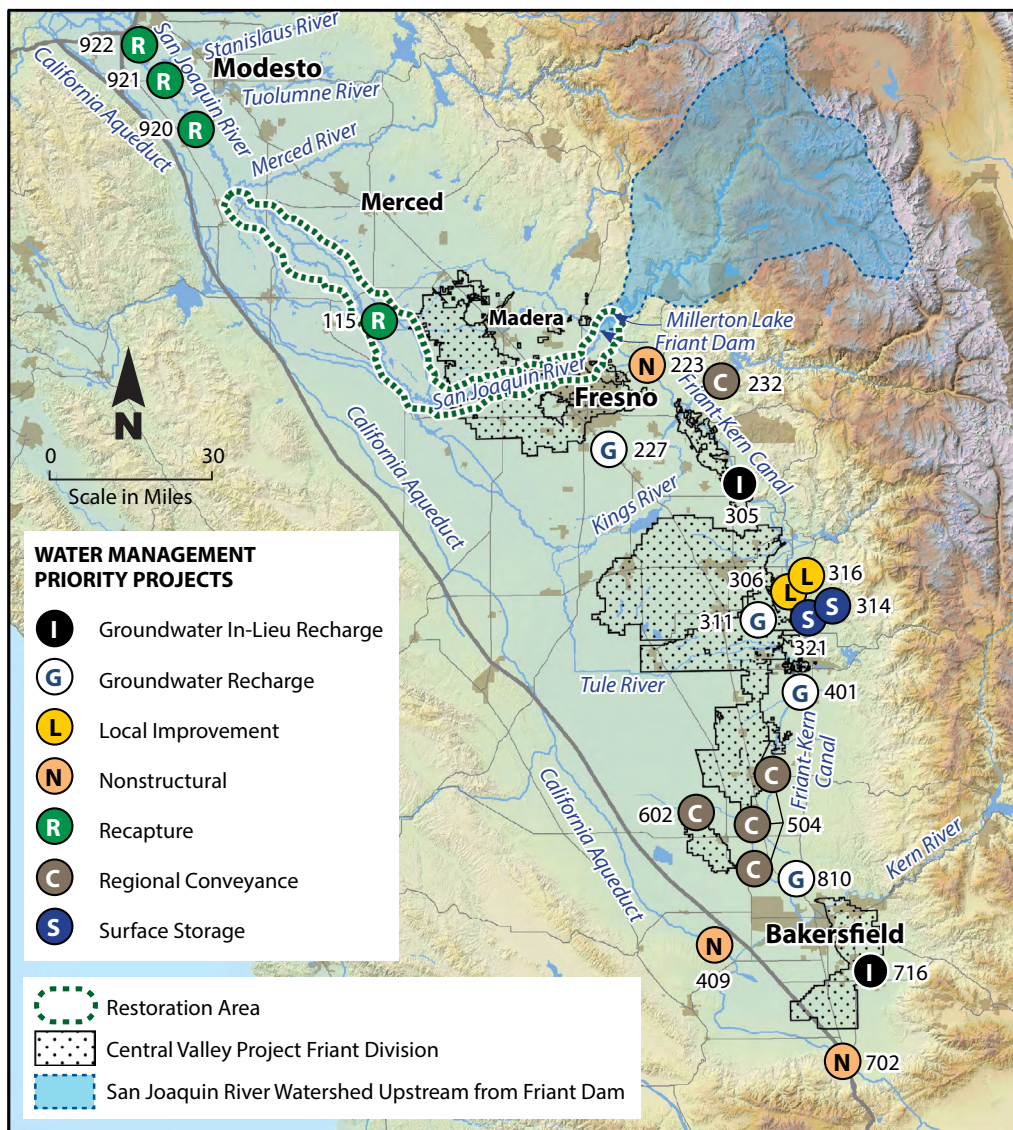 922
R
Stanislaus River
San Joaquin River
Modesto
921
R
Tuolumne River
California Aqueduct
920
R
Merced River
Merced
115
R
Madera
Millerton Lake
Friant Dam
San Joaquin River
N
223
C
232
Fresno
Friant-Kern Canal
G
227
N
0
30
Scale in Miles
California Aqueduct
Kings River
I
305
L
316
306
L
S
314
311
G
S
321
Tule River
G
401
Friant-Kern
Canal
C
602
C
C
504
C
G
810
Kern River
California Aqueduct
Bakersfield
N
409
I
716
N
702
WATER MANAGEMENT
PRIORITY PROJECTS
I Groundwater In-Lieu Recharge
G Groundwater Recharge
L Local Improvement
N Nonstructural
R Recapture
C Regional Conveyance
S Surface Storage
Restoration Area
Central Valley Project Friant Division
San Joaquin River Watershed Upstream from Friant Dam